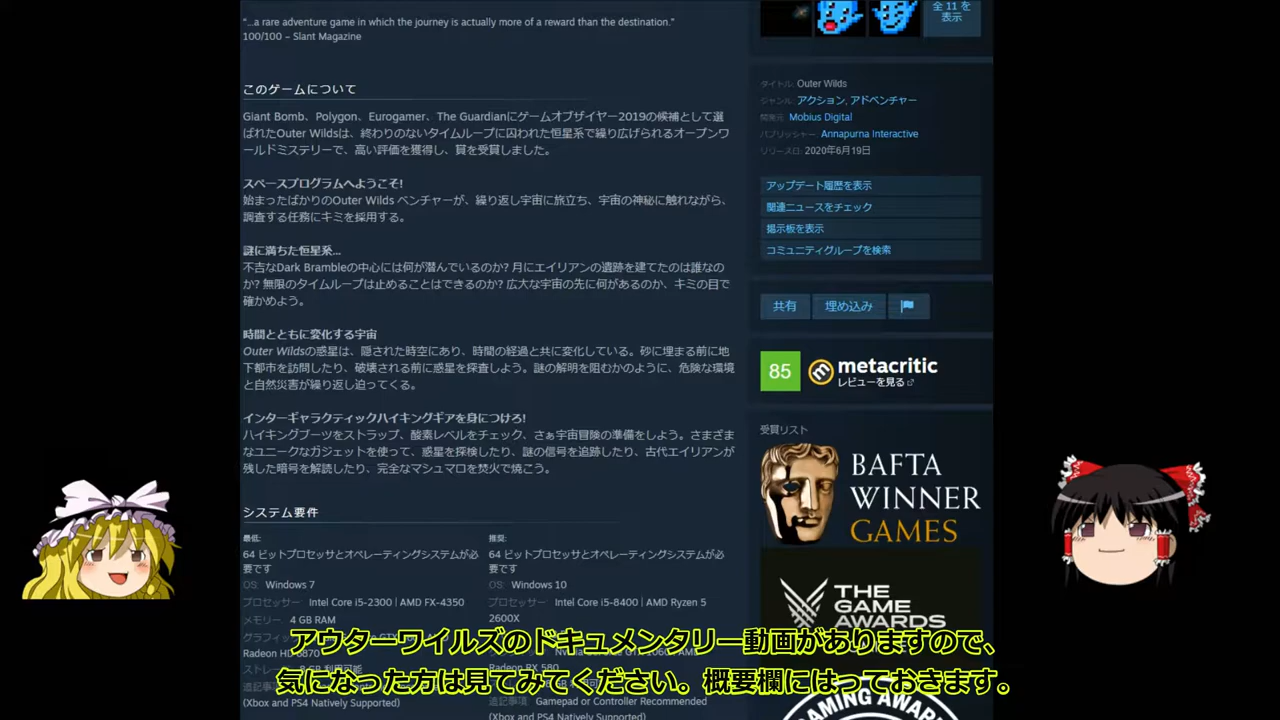 “…a rare adventure game in which the journey is actually more of a reward than the destination.”
100/100 – Slant Magazine
このゲームについて
Giant Bomb、Polygon、Eurogamer、The Guardianにゲームオブザイヤー2019の候補として選
ばれたOuter Wildsは、終わりのないタイムループに囚われた恒星系で繰り広げられるオープンワ
ールドミステリーで、高い評価を獲得し、賞を受賞しました。
スペースプログラムへようこそ!
始まったばかりのOuter Wilds ベンチャーが、繰り返し宇宙に旅立ち、宇宙の神秘に触れながら、
調査する任務にキミを採用する。
謎に満ちた恒星系...
不吉なDark Brambleの中心には何が潜んでいるのか? 月にエイリアンの遺跡を建てたのは誰なの
か? 無限のタイムループは止めることはできるのか? 広大な宇宙の先に何があるのか、キミの目で
確かめよう。
時間とともに変化する宇宙
Outer Wildsの惑星は、隠された時空にあり、時間の経過と共に変化している。砂に埋まる前に地
下都市を訪問したり、破壊される前に惑星を探査しよう。謎の解明を阻むかのように、危険な環境
と自然災害が繰り返し迫ってくる。
インターギャラクティックハイキングギアを身につけろ!
ハイキングブーツをストラップ、酸素レベルをチェック、さぁ宇宙冒険の準備をしよう。さまざま
なユニークなガジェットを使って、惑星を探検したり、謎の信号を追跡したり、古代エイリアンが
残した暗号を解読したり、完全なマシュマロを焚火で焼こう。
システム要件
最低:
64 ビットプロセッサとオペレーティングシステムが必
要です
OS: Windows 7
プロセッサー: Intel Core i5-2300 | AMD FX-4350
メモリー: 4 GB RAM
Radeon HD 6870
(Xbox and PS4 Natively Supported)
推奨:
64 ビットプロセッサとオペレーティングシステムが必
要です
OS: Windows 10
プロセッサー: Intel Core i5-8400 | AMD Ryzen 5
2600X
Radeon RX 580
追記事項: Gamepad or Controller Recommended
(Xbox and PS4 Natively Supported)
全 11 を
表示
タイトル: Outer Wilds
ジャンル: アクション, アドベンチャー
開発元: Mobius Digital
パブリッシャー: Annapurna Interactive
リリース日: 2020年6月19日
アップデート履歴を表示
関連ニュースをチェック
掲示板を表示
コミュニティグループを検索
共有 埋め込み
85 metacritic
レビューを見る
受賞リスト
BAFTA
WINNER
GAMES
THE
GAME
AWARDS
GAMING AWAR
アウターワイルズのドキュメンタリー動画がありますので、
気になった方は見てみてください。概要欄にはっておきます。